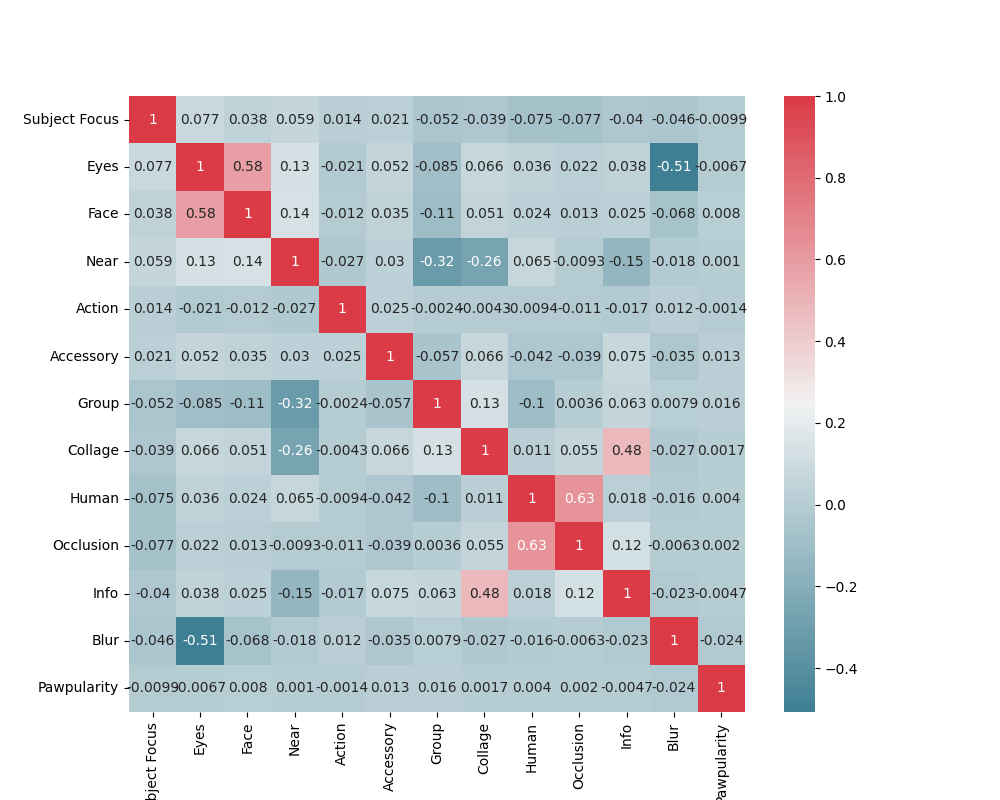 Subject Focus 1 0.077 0.038 0.059 0.014 0.021 -0.052 -0.039 -0.075 -0.077 -0.04 -0.046 -0.0099
Eyes 0.077 1 0.58 0.13 -0.021 0.052 -0.085 0.066 0.036 0.022 0.038 -0.51 -0.0067
Face 0.038 0.58 1 0.14 -0.012 0.035 -0.11 0.051 0.024 0.013 0.025 -0.068 0.008
Near 0.059 0.13 0.14 1 -0.027 0.03 -0.32 -0.26 0.065 -0.0093 -0.15 -0.018 0.001
Action 0.014 -0.021 -0.012 -0.027 1 0.025 -0.0024 -0.0043 -0.0094 -0.011 -0.017 0.012 -0.0014
Accessory 0.021 0.052 0.035 0.03 0.025 1 -0.057 0.066 -0.042 -0.039 0.075 -0.035 0.013
Group -0.052 -0.085 -0.11 -0.32 -0.0024 -0.057 1 0.13 -0.1 0.0036 0.063 0.0079 0.016
Collage -0.039 0.066 0.051 -0.26 -0.0043 0.066 0.13 1 0.011 0.055 0.48 -0.027 0.0017
Human -0.075 0.036 0.024 0.065 -0.0094 -0.042 -0.1 0.011 1 0.63 0.018 -0.016 0.004
Occlusion -0.077 0.022 0.013 -0.0093 -0.011 -0.039 0.0036 0.055 0.63 1 0.12 -0.0063 0.002
Info -0.04 0.038 0.025 -0.15 -0.017 0.075 0.063 0.48 0.018 0.12 1 -0.023 -0.0047
Blur -0.046 -0.51 -0.068 -0.018 0.012 -0.035 0.0079 -0.027 -0.016 -0.0063 -0.023 1 -0.024
Pawpularity -0.0099 -0.0067 0.008 0.001 -0.0014 0.013 0.016 0.0017 0.004 0.002 -0.0047 -0.024 1
bject Focus
Eyes
Face
Near
Action
Accessory
Group
Collage
Human
Occlusion
Info
Blur
Pawpularity
1.0
0.8
0.6
0.4
0.2
0.0
−0.2
−0.4